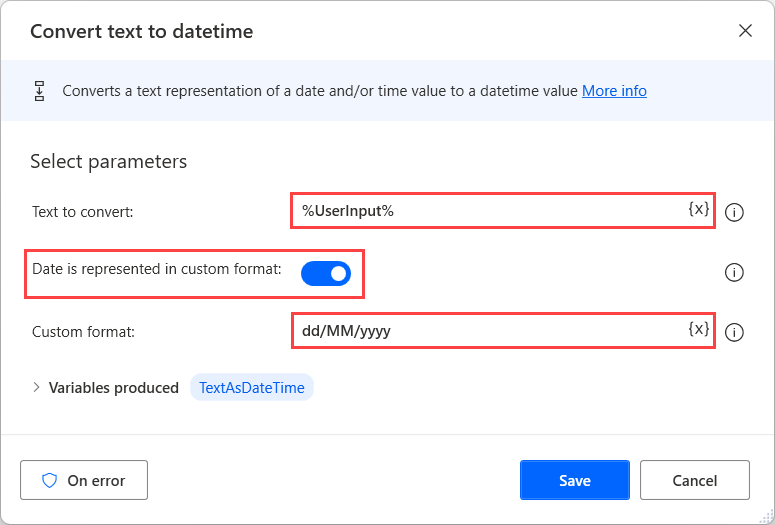 Convert text to datetime
Converts a text representation of a date and/or time value to a datetime value More info
Select parameters
Text to convert: %UserInput% {x}
Date is represented in custom format:
Custom format: dd/MM/yyyy {x}
Variables produced TextAsDateTime
On error Save Cancel